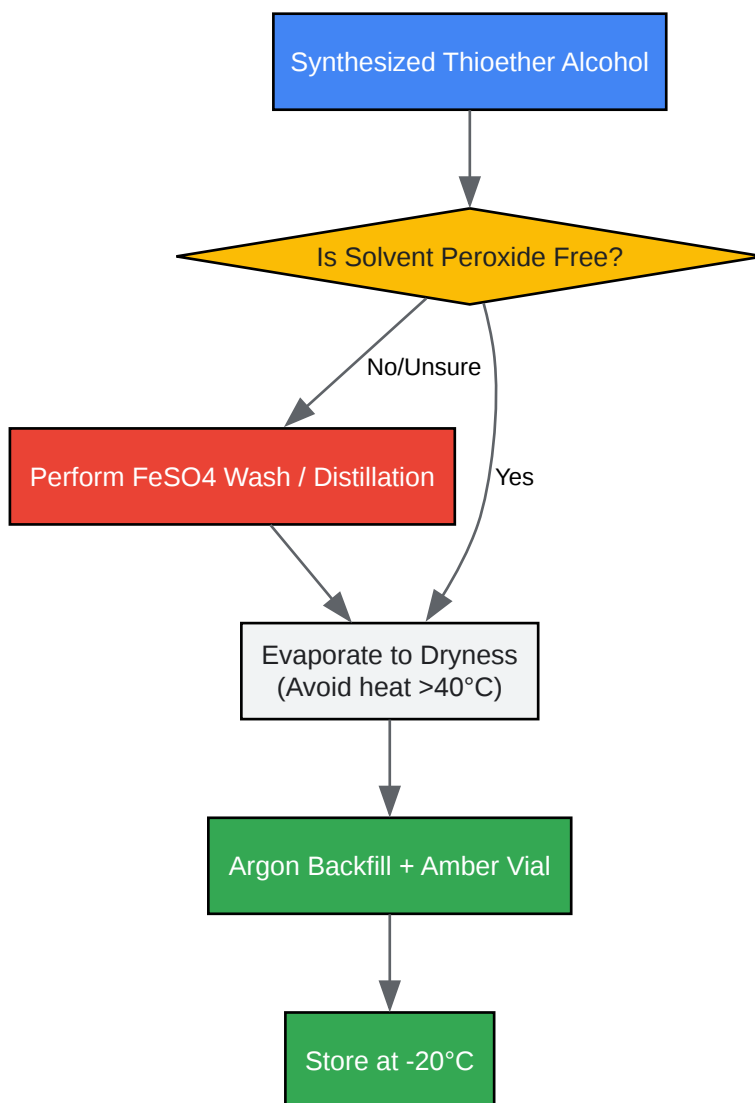 Synthesized Thioether Alcohol
Is Solvent Peroxide Free?
No/Unsure
Perform FeSO4 Wash / Distillation
Yes
Evaporate to Dryness
(Avoid heat >40°C)
Argon Backfill + Amber Vial
Store at -20°C